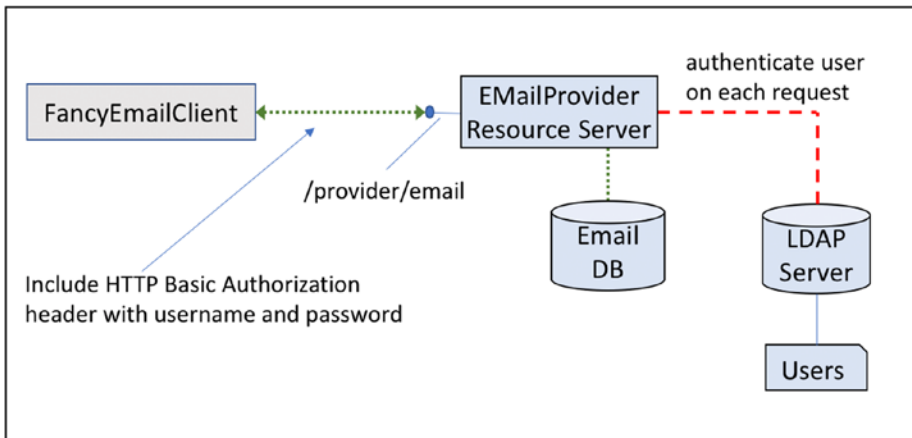 authenticate user
on each request
FancyEmailClient
EMailProvider
Resource Server
/provider/email
Email
DB
LDAP
Server
Include HTTP Basic Authorization
header with username and password
Users